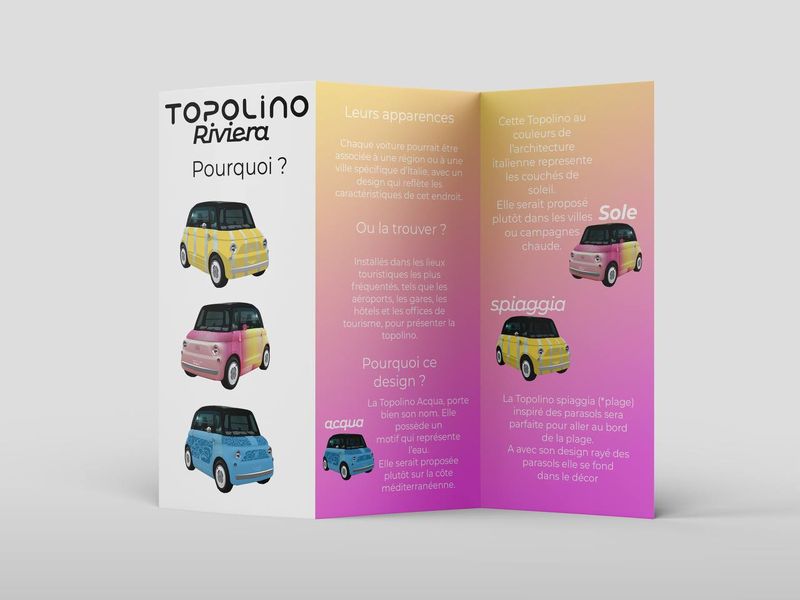 TOPOLINO
Riviera
Pourquoi ?
Leurs apparences
Chaque voiture pourrait être
associée à une région ou à une
ville spécifique d'Italie, avec un
design qui reflète les
caractéristiques de cet endroit.
Ou la trouver ?
Installés dans les lieux
touristiques les plus
fréquentés, tels que les
aéroports, les gares, les
hôtels et les offices de
tourisme, pour présenter la
topolino.
Pourquoi ce
design ?
acqua
La Topolino Acqua, porte
bien son nom. Elle
possède un
motif qui représente
l'eau.
Elle serait proposée
plutôt sur la côte
méditerranéenne.
Cette Topolino au
couleurs de
l'architecture
italienne represente
les couchés de
soleil.
Elle serait proposé
plutôt dans les villes
ou campagnes
chaude.
Sole
spiaggia
La Topolino spiaggia (*plage)
inspiré des parasols sera
parfaite pour aller au bord
de la plage.
A avec son design rayé des
parasols elle se fond
dans le décor